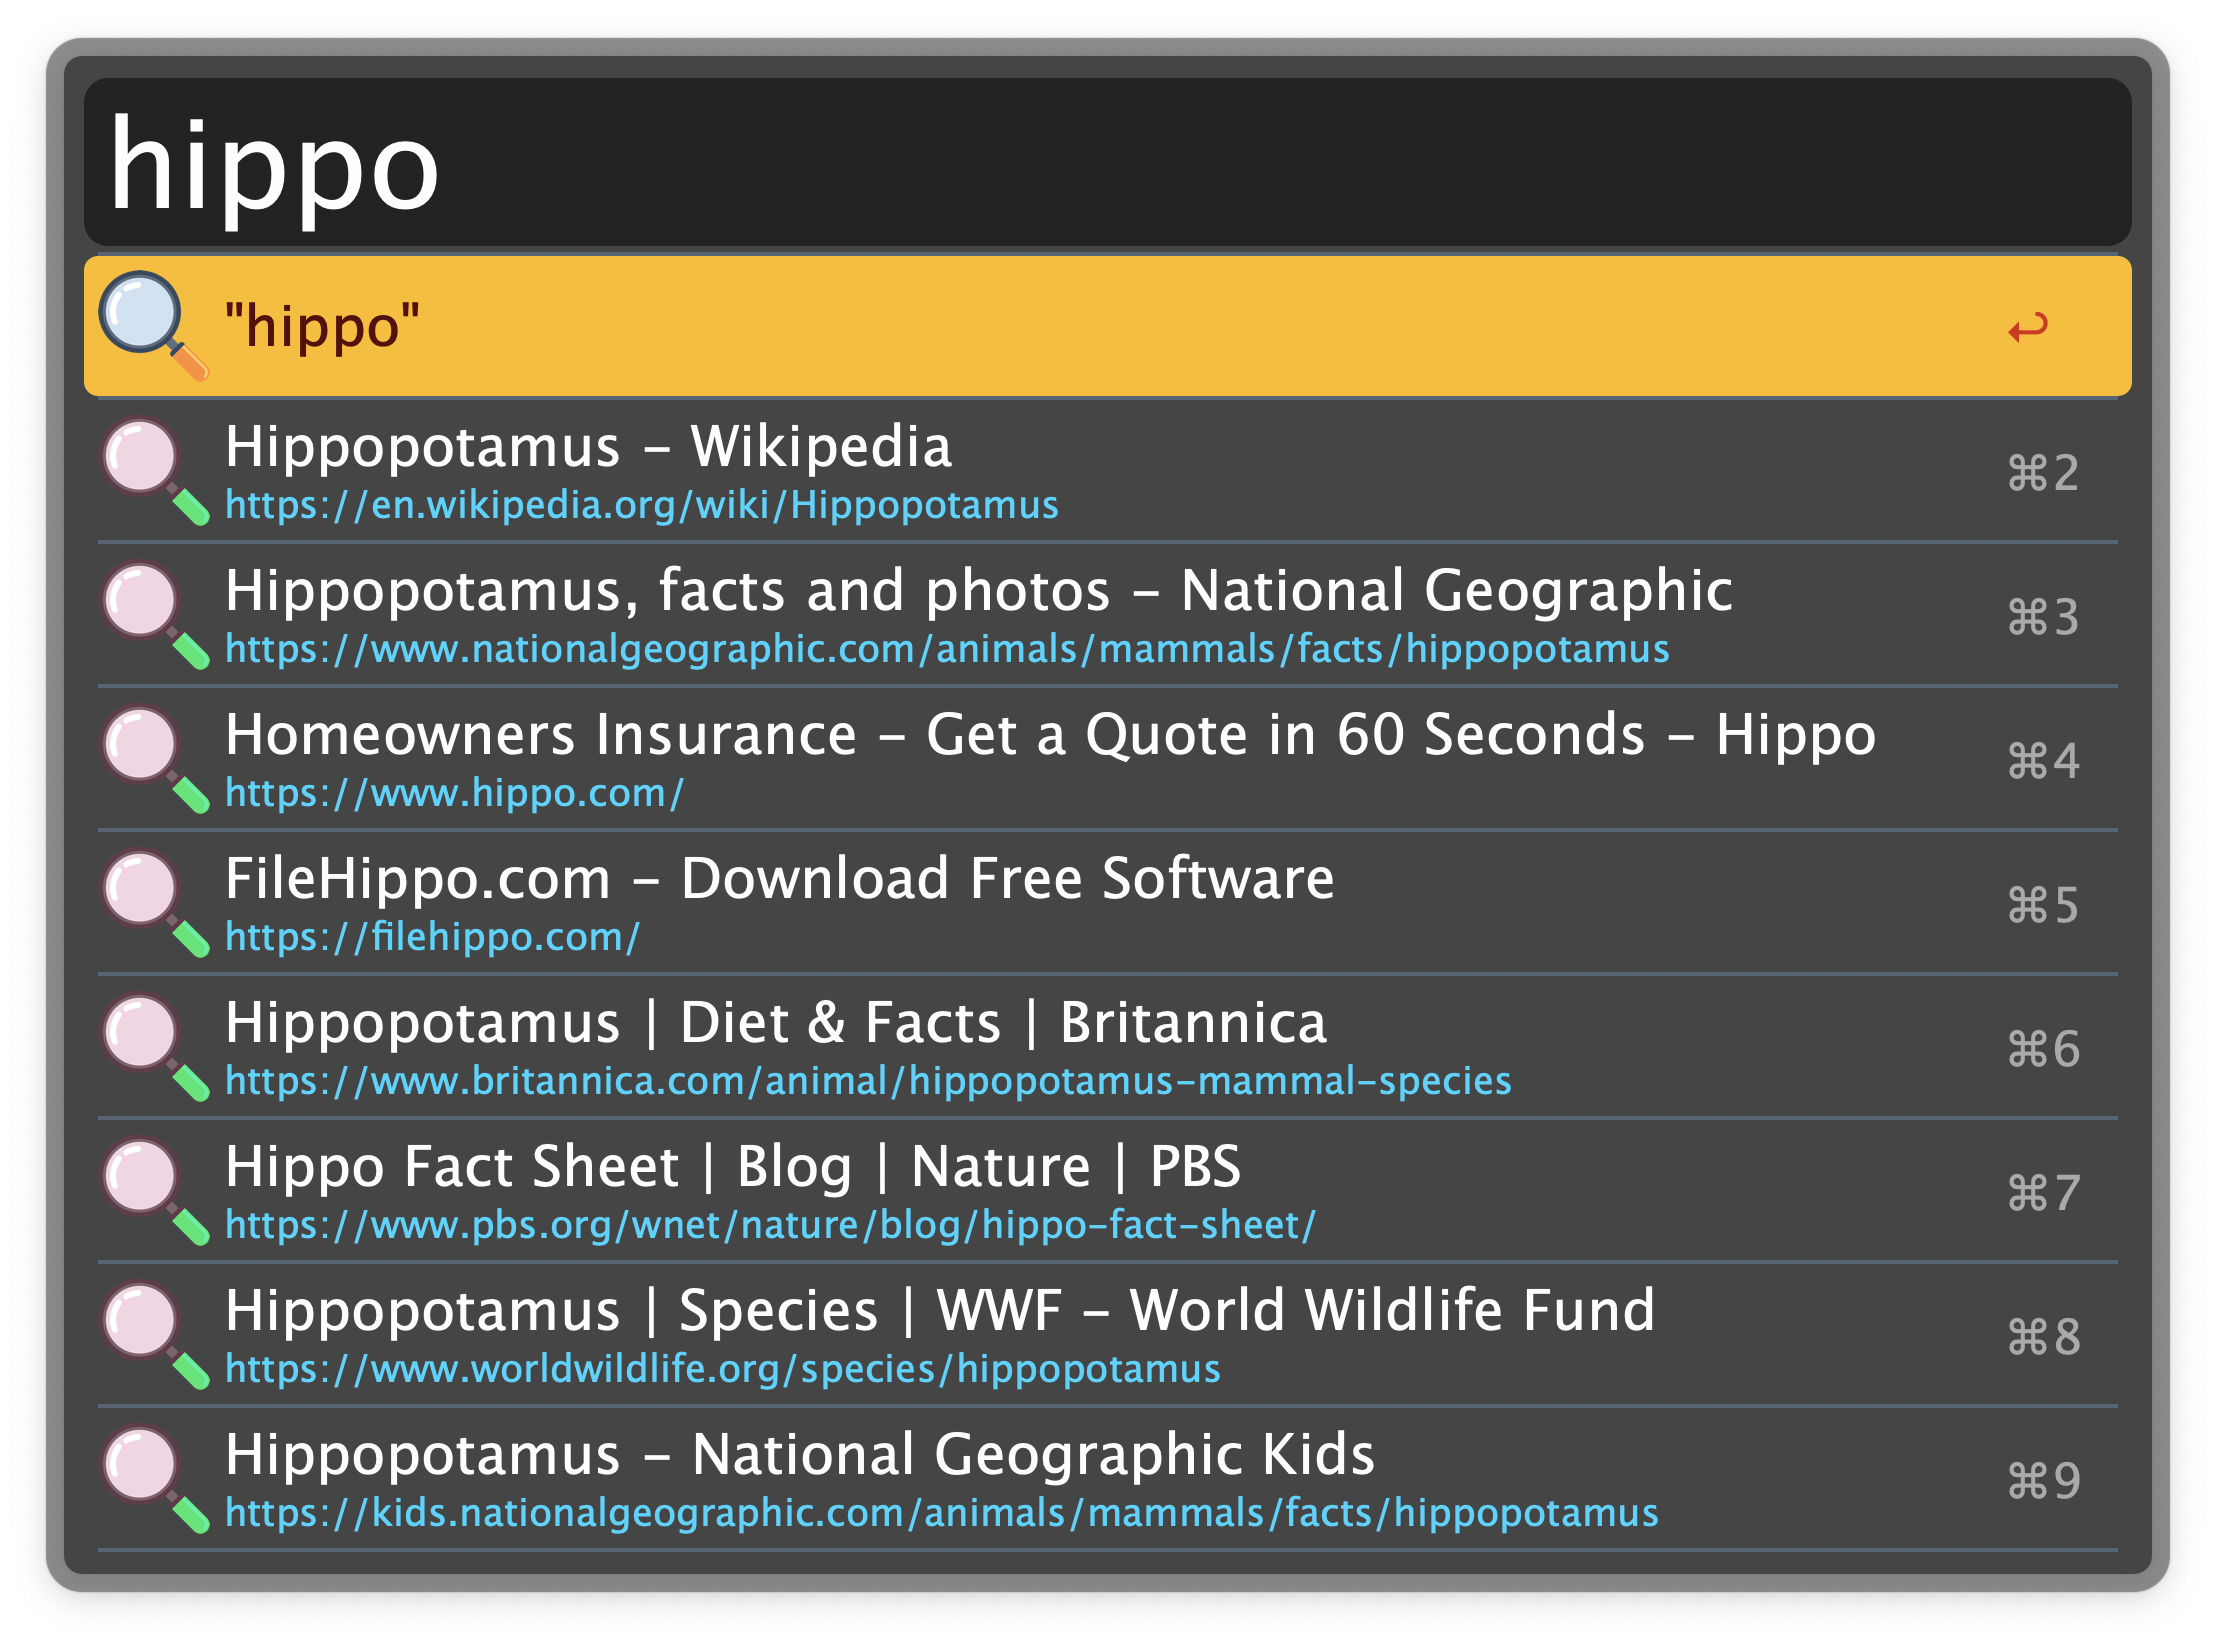 hippo
"hippo" ↩
Hippopotamus – Wikipedia
https://en.wikipedia.org/wiki/Hippopotamus
⌘2
Hippopotamus, facts and photos – National Geographic
https://www.nationalgeographic.com/animals/mammals/facts/hippopotamus
⌘3
Homeowners Insurance – Get a Quote in 60 Seconds – Hippo
https://www.hippo.com/
⌘4
FileHippo.com – Download Free Software
https://filehippo.com/
⌘5
Hippopotamus | Diet & Facts | Britannica
https://www.britannica.com/animal/hippopotamus-mammal-species
⌘6
Hippo Fact Sheet | Blog | Nature | PBS
https://www.pbs.org/wnet/nature/blog/hippo-fact-sheet/
⌘7
Hippopotamus | Species | WWF – World Wildlife Fund
https://www.worldwildlife.org/species/hippopotamus
⌘8
Hippopotamus – National Geographic Kids
https://kids.nationalgeographic.com/animals/mammals/facts/hippopotamus
⌘9